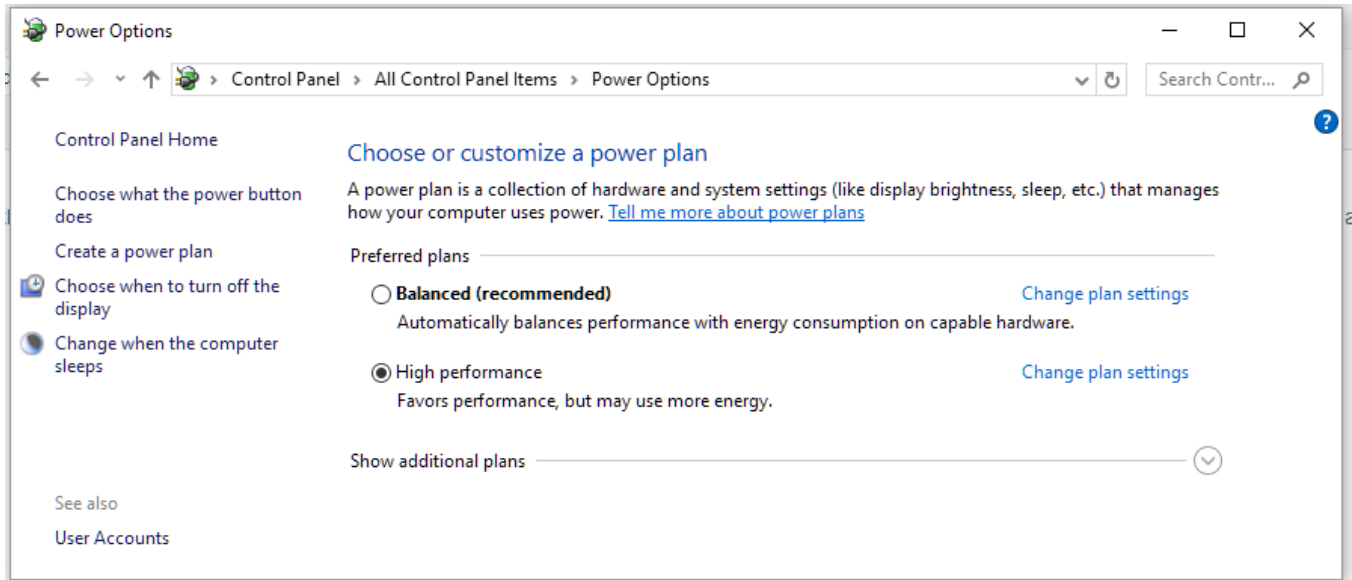 Power Options
Control Panel > All Control Panel Items > Power Options
Search Contr...
Control Panel Home
Choose what the power button
does
Create a power plan
Choose when to turn off the
display
Change when the computer
sleeps
See also
User Accounts
Choose or customize a power plan
A power plan is a collection of hardware and system settings (like display brightness, sleep, etc.) that manages
how your computer uses power. Tell me more about power plans
Preferred plans
Balanced (recommended) Change plan settings
Automatically balances performance with energy consumption on capable hardware.
High performance Change plan settings
Favors performance, but may use more energy.
Show additional plans